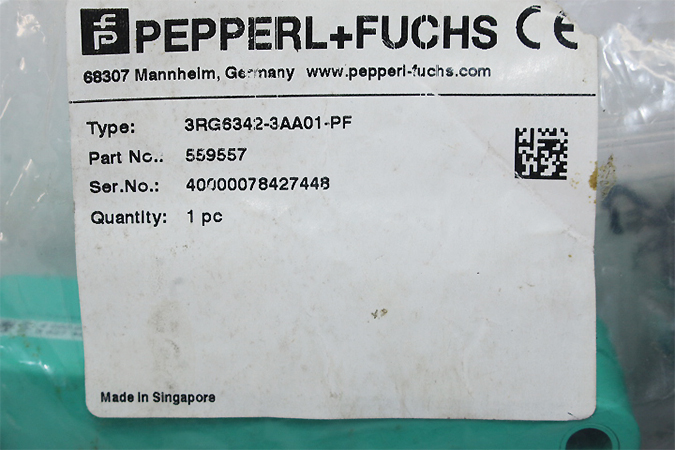 PEPPERL+FUCHS CE
68307 Mannheim, Germany www.pepperl-fuchs.com
Type: 3RG6342-3AA01-PF
Part No.: 559557
Ser.No.: 40000078427448
Quantity: 1 pc
Made in Singapore